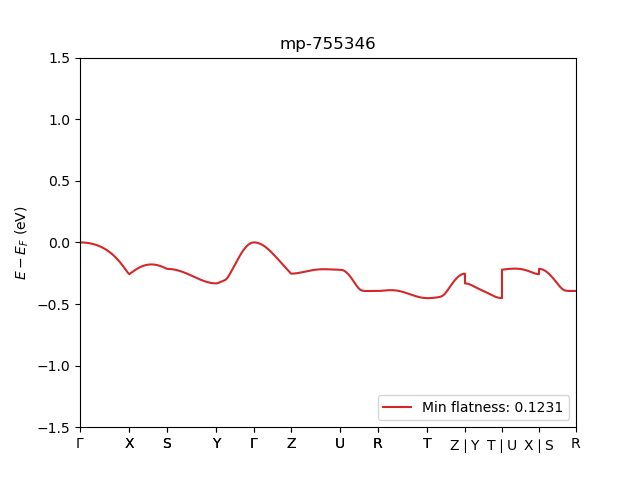 mp-755346
1.5
1.0
0.5
0.0
−0.5
−1.0
−1.5
E − E_F (eV)
Min flatness: 0.1231
Γ X S Y Γ Z U R T Z | Y T | U X | S R